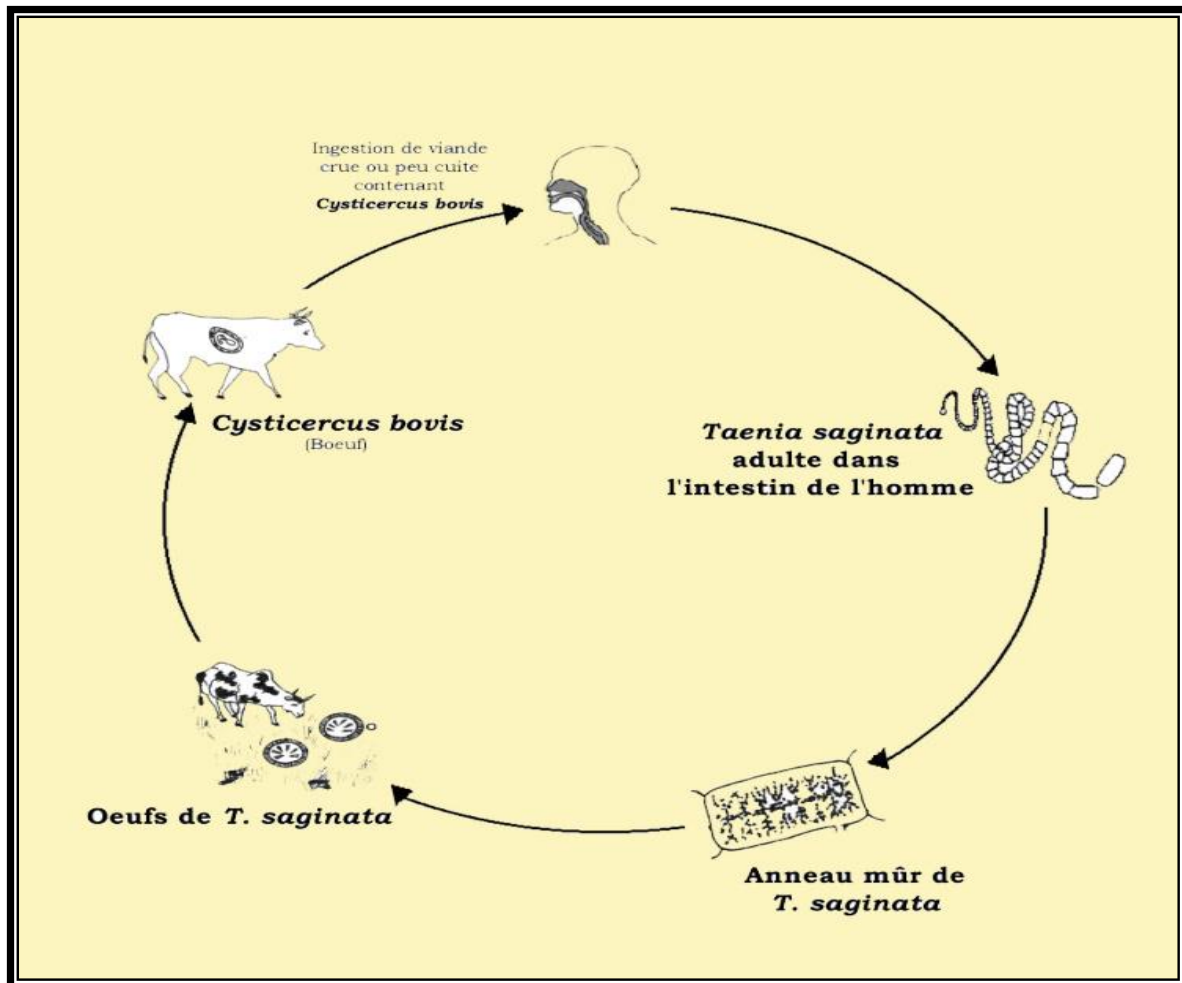 Ingestion de viande
crue ou peu cuite
contenant
Cysticercus bovis
Taenia saginata
adulte dans
l'intestin de l'homme
Anneau mûr de
T. saginata
Oeufs de T. saginata
Cysticercus bovis
(Boeuf)